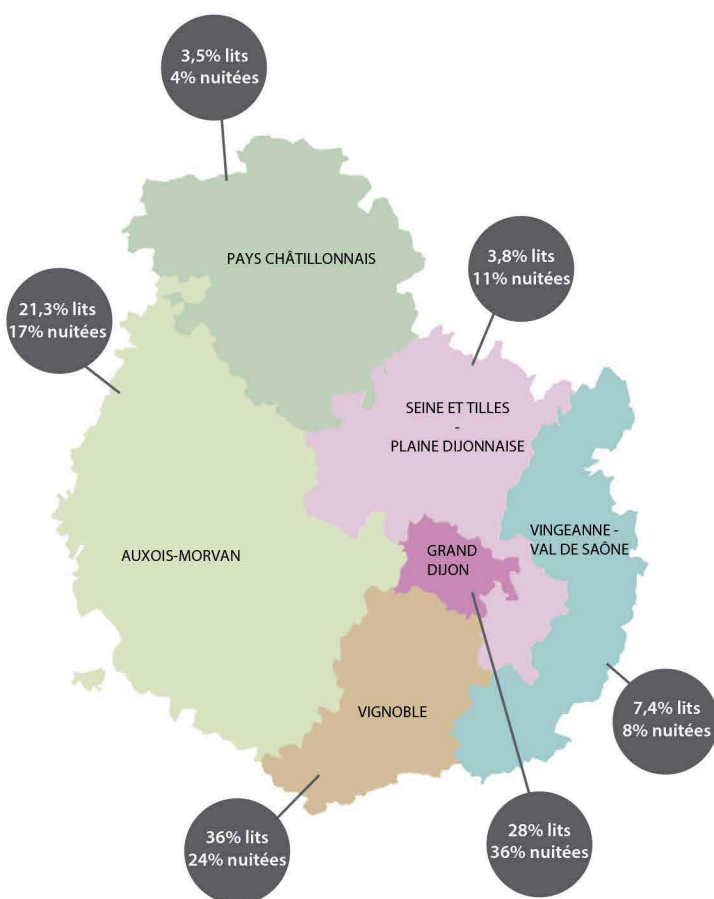 3,5% lits
4% nuitées
PAYS CHÂTILLONNAIS
3,8% lits
11% nuitées
21,3% lits
17% nuitées
SEINE ET TILLES
-
PLAINE DIJONNAISE
VINGEANNE -
VAL DE SAÔNE
GRAND
DIJON
AUXOIS-MORVAN
VIGNOBLE
7,4% lits
8% nuitées
36% lits
24% nuitées
28% lits
36% nuitées